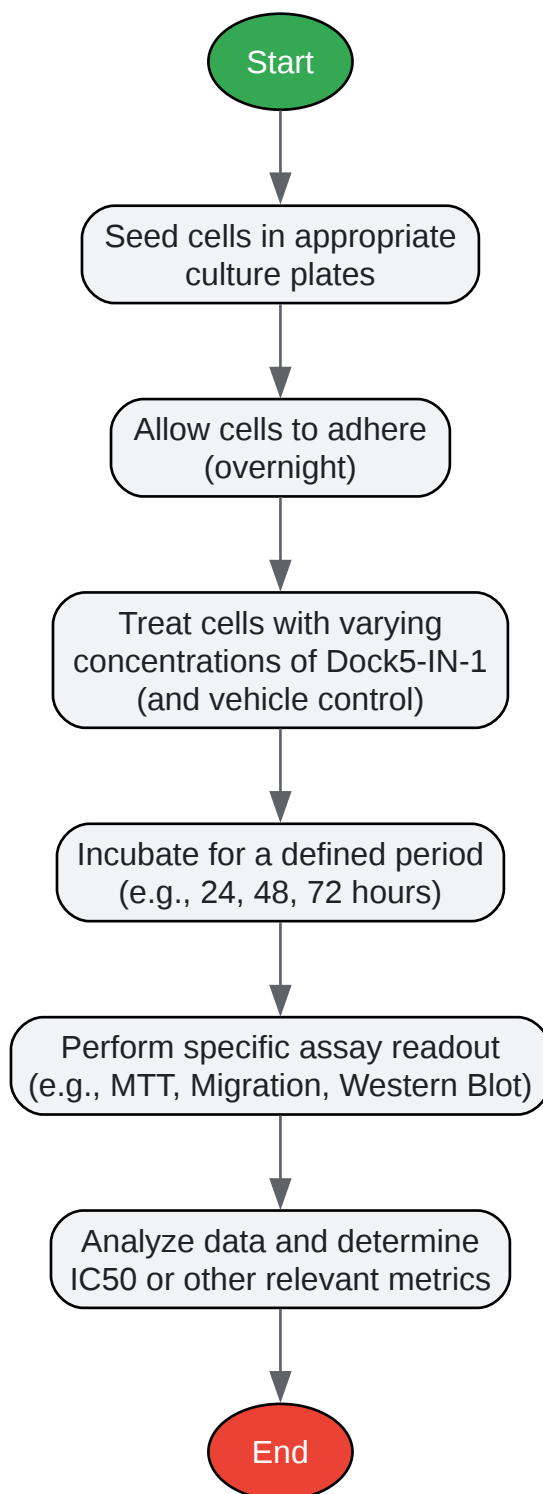 Start
Seed cells in appropriate
culture plates
Allow cells to adhere
(overnight)
Treat cells with varying
concentrations of Dock5-IN-1
(and vehicle control)
Incubate for a defined period
(e.g., 24, 48, 72 hours)
Perform specific assay readout
(e.g., MTT, Migration, Western Blot)
Analyze data and determine
IC50 or other relevant metrics
End